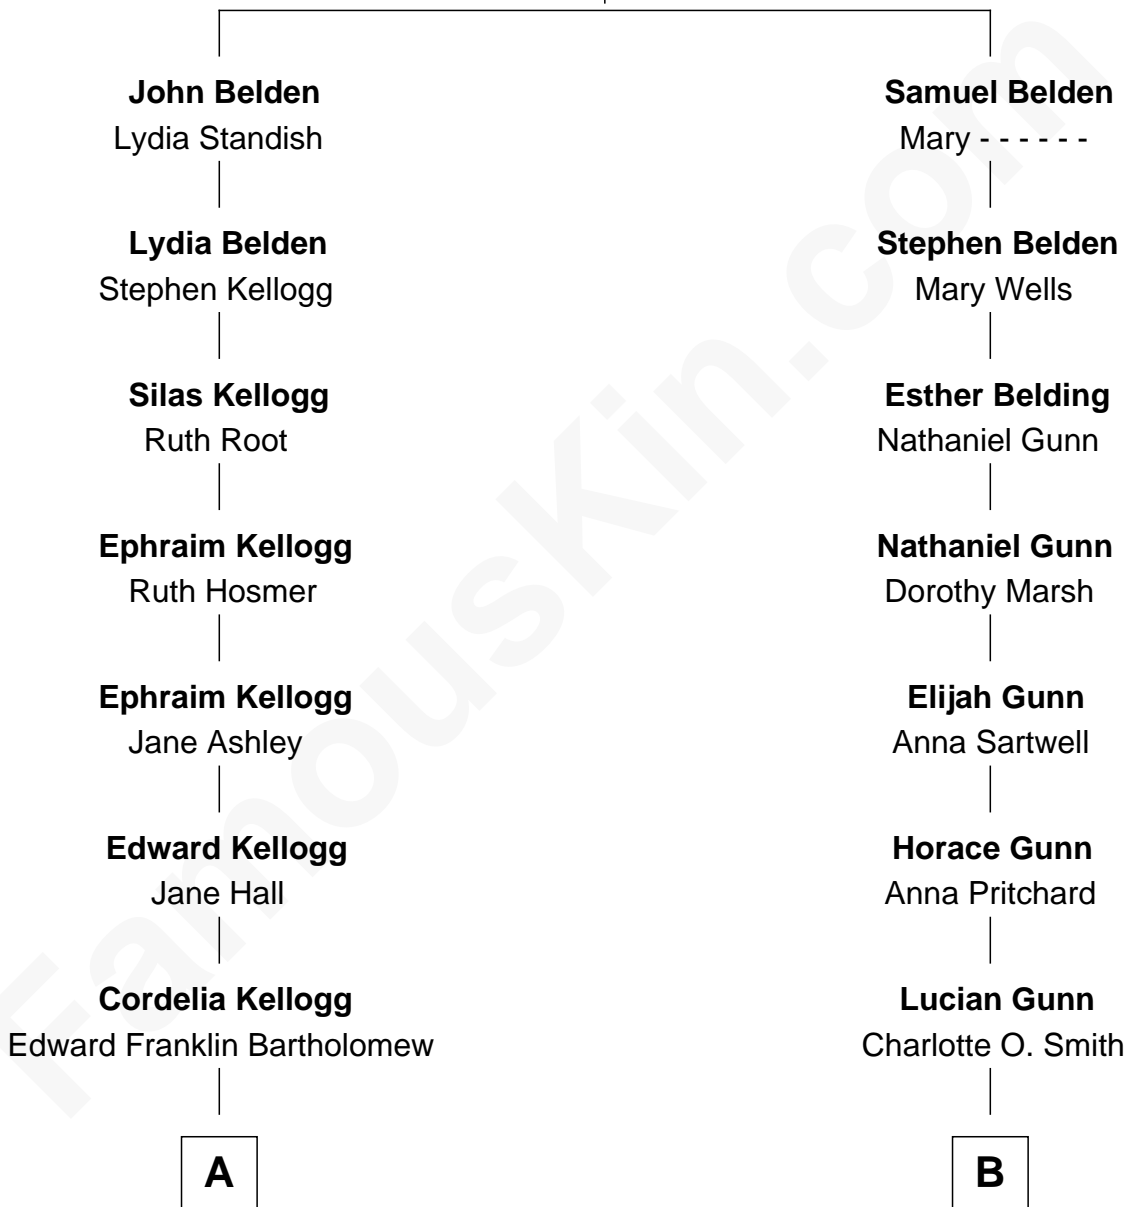 John Belden
Lydia Standish
Lydia Belden
Stephen Kellogg
Silas Kellogg
Ruth Root
Ephraim Kellogg
Ruth Hosmer
Ephraim Kellogg
Jane Ashley
Edward Kellogg
Jane Hall
Cordelia Kellogg
Edward Franklin Bartholomew
A
Samuel Belden
Mary - - - - - -
Stephen Belden
Mary Wells
Esther Belding
Nathaniel Gunn
Nathaniel Gunn
Dorothy Marsh
Elijah Gunn
Anna Sartwell
Horace Gunn
Anna Pritchard
Lucian Gunn
Charlotte O. Smith
B
FamousKin.com